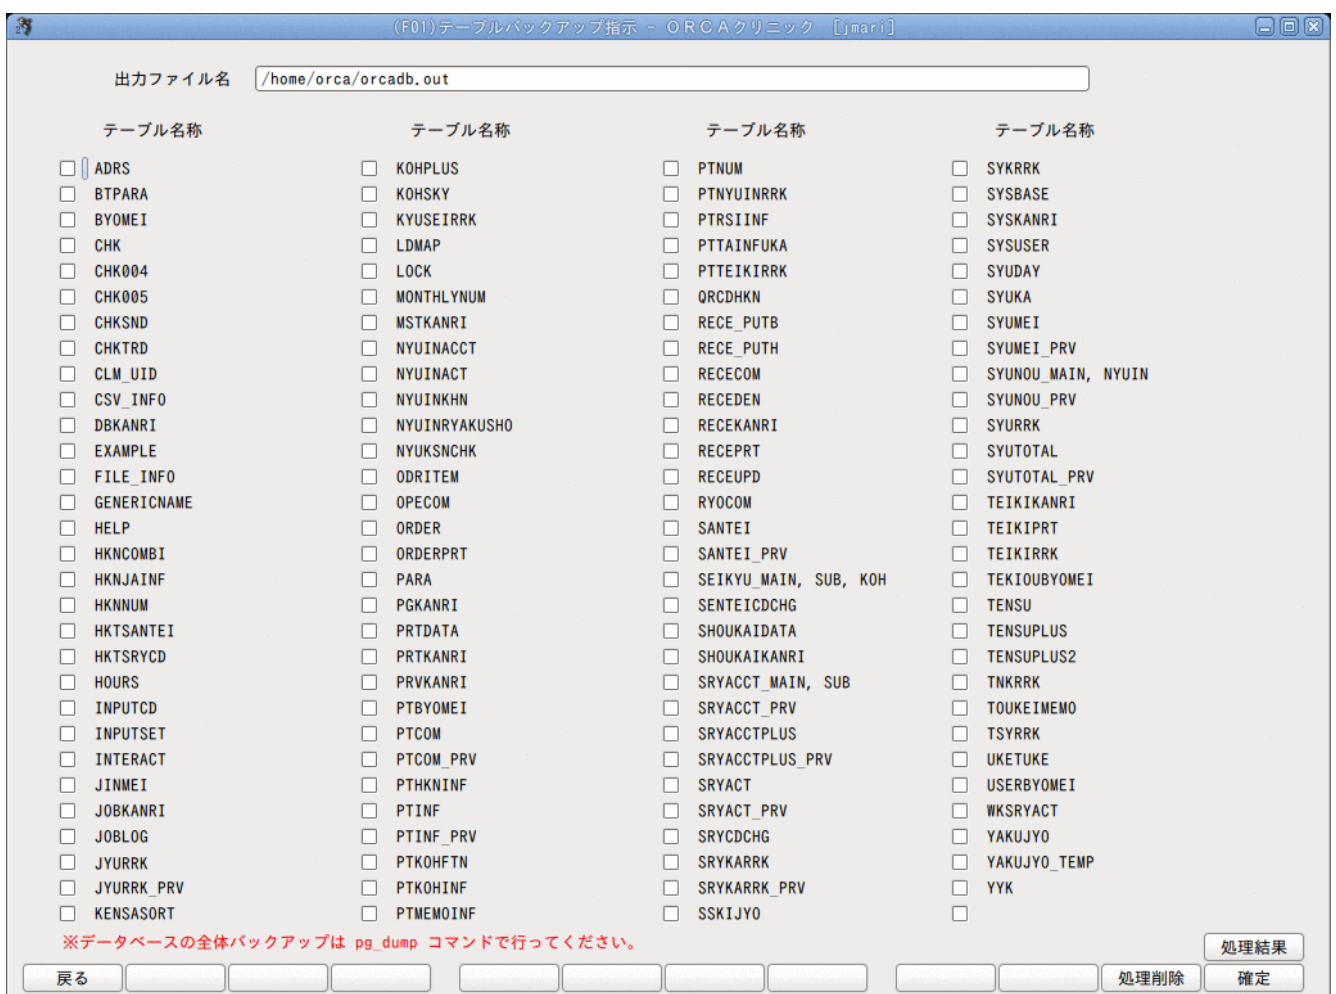 (F01)テーブルバックアップ指示 - ORCAクリニック [jmari]
出力ファイル名 /home/orca/orcadb.out
テーブル名称 テーブル名称 テーブル名称 テーブル名称
ADRS KOHPLUS PTNUM SYKRRK
BTPARA KOHSKY PTNYUINRRK SYSBASE
BYOMEI KYUSEIRRK PTRSIINF SYSKANRI
CHK LDMAP PTTAINFUKA SYSUSER
CHK004 LOCK PTTEIKIRRK SYUDAY
CHK005 MONTHLYNUM QRCDHKN SYUKA
CHKSND MSTKANRI RECE_PUTB SYUMEI
CHKTRD NYUINACCT RECE_PUTH SYUMEI_PRV
CLM_UID NYUINACT RECECOM SYUNOU_MAIN, NYUIN
CSV_INFO NYUINKHN RECEDEN SYUNOU_PRV
DBKANRI NYUINRYAKUSHO RECEKANRI SYURRK
EXAMPLE NYUKSNCHK RECEPRT SYUTOTAL
FILE_INFO ODRITEM RECEUPD SYUTOTAL_PRV
GENERICNAME OPECOM RYOCOM TEIKIKANRI
HELP ORDER SANTEI TEIKIPRT
HKNCOMBI ORDERPRT SANTEI_PRV TEIKIRRK
HKNJAINF PARA SEIKYU_MAIN, SUB, KOH TEKIOUBYOMEI
HKNNUM PGKANRI SENTEICDCHG TENSU
HKTSANTEI PRTDATA SHOUKAIDATA TENSUPLUS
HKTSRYCD PRTKANRI SHOUKAIKANRI TENSUPLUS2
HOURS PRVKANRI SRYACCT_MAIN, SUB TNKRRK
INPUTCD PTBYOMEI SRYACCT_PRV TOUKEIMEMO
INPUTSET PTCOM SRYACCTPLUS TSYRRK
INTERACT PTCOM_PRV SRYACCTPLUS_PRV UKETUKE
JINMEI PTHKNINF SRYACT USERBYOMEI
JOBKANRI PTINF SRYACT_PRV WKSRYACT
JOBLOG PTINF_PRV SRYCDCHG YAKUJYO
JYURRK PTKOHFTN SRYKARRK YAKUJYO_TEMP
JYURRK_PRV PTKOHINF SRYKARRK_PRV YYK
KENSASORT PTMEMOINF SSKIJYO
※データベースの全体バックアップは pg_dump コマンドで行ってください。
処理結果
戻る 処理削除 確定